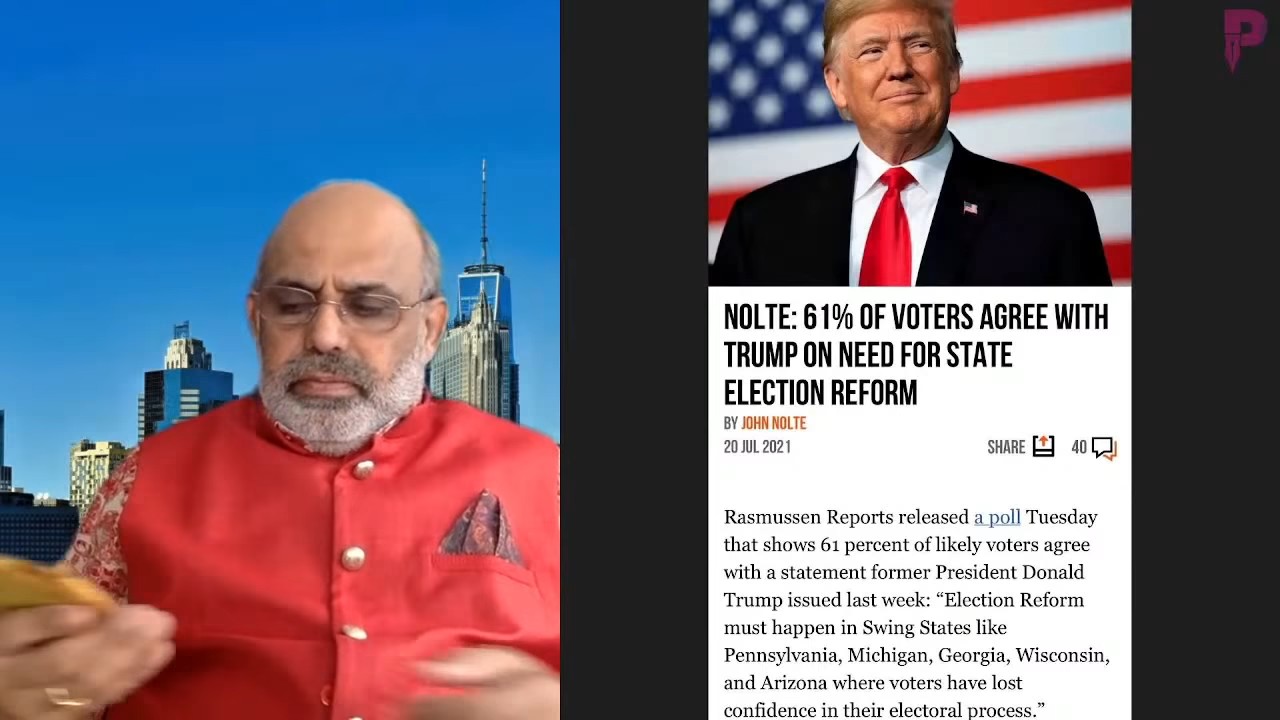 NOLTE: 61% OF VOTERS AGREE WITH
TRUMP ON NEED FOR STATE
ELECTION REFORM
BY JOHN NOLTE
20 JUL 2021
SHARE
40
Rasmussen Reports released a poll Tuesday
that shows 61 percent of likely voters agree
with a statement former President Donald
Trump issued last week: “Election Reform
must happen in Swing States like
Pennsylvania, Michigan, Georgia, Wisconsin,
and Arizona where voters have lost
confidence in their electoral process.”